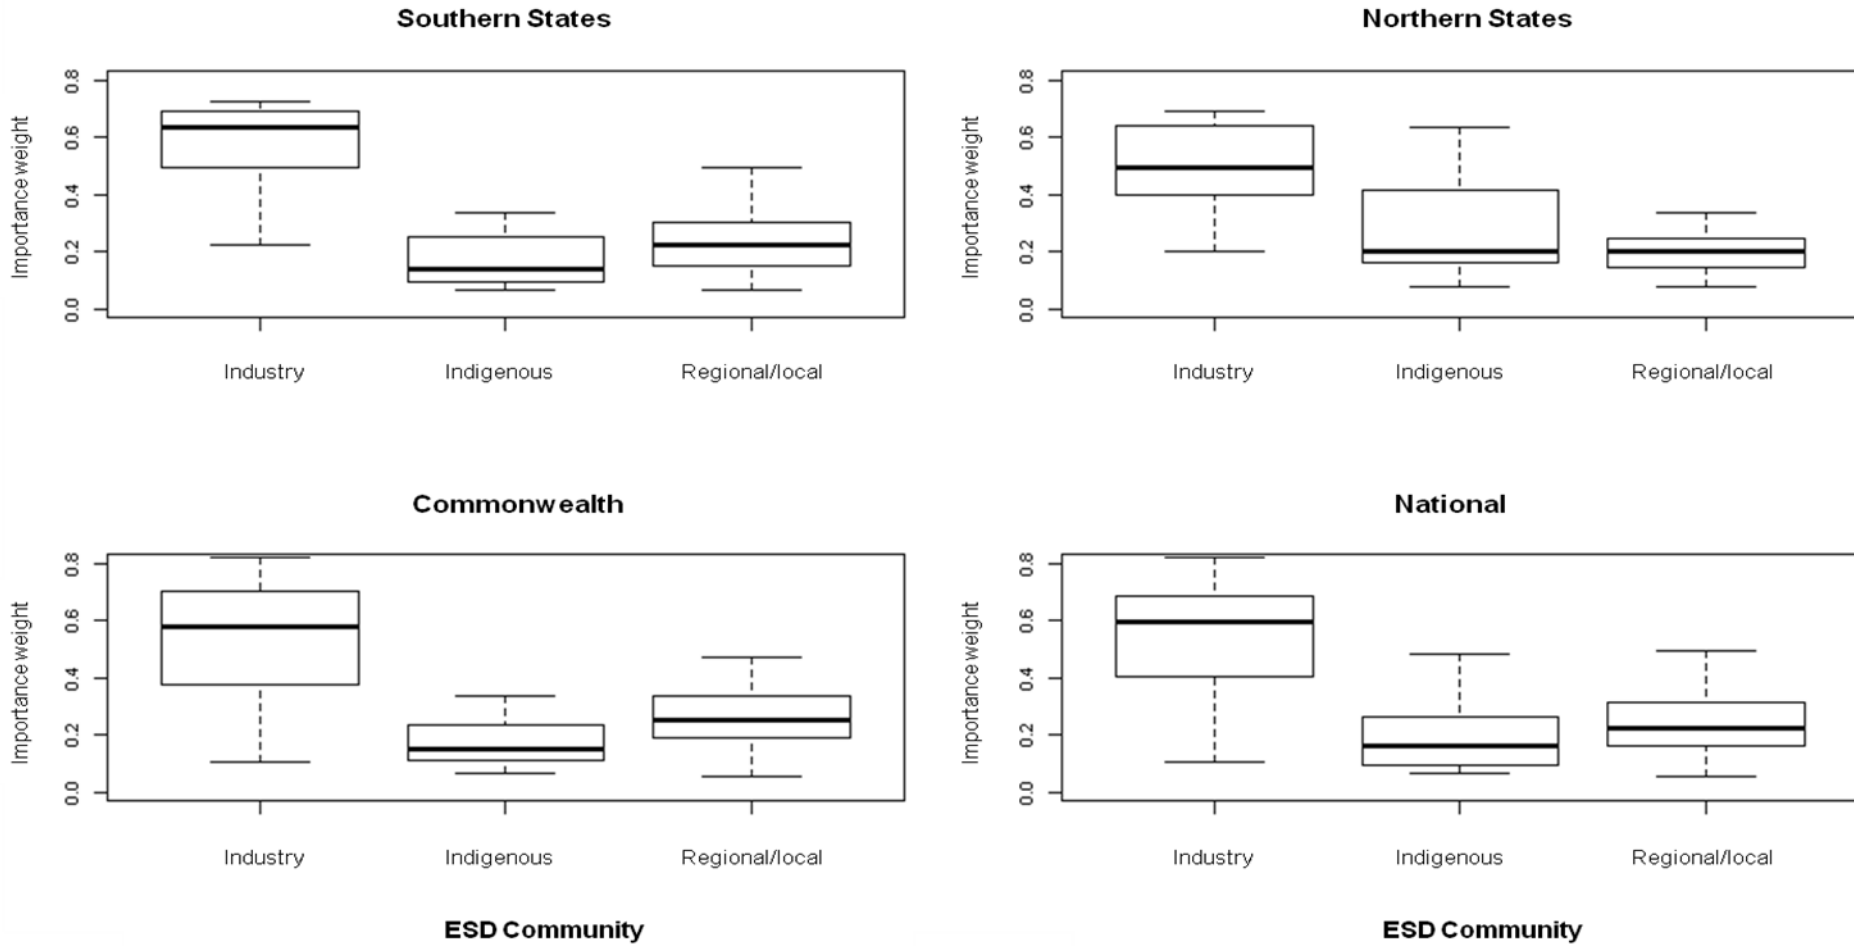 Southern States
Importance weight
0.8
0.6
0.4
0.2
0.0
Industry Indigenous Regional/local
Northern States
Importance weight
0.8
0.6
0.4
0.2
0.0
Industry Indigenous Regional/local
Commonwealth
Importance weight
0.8
0.6
0.4
0.2
0.0
Industry Indigenous Regional/local
ESD Community
National
Importance weight
0.8
0.6
0.4
0.2
0.0
Industry Indigenous Regional/local
ESD Community